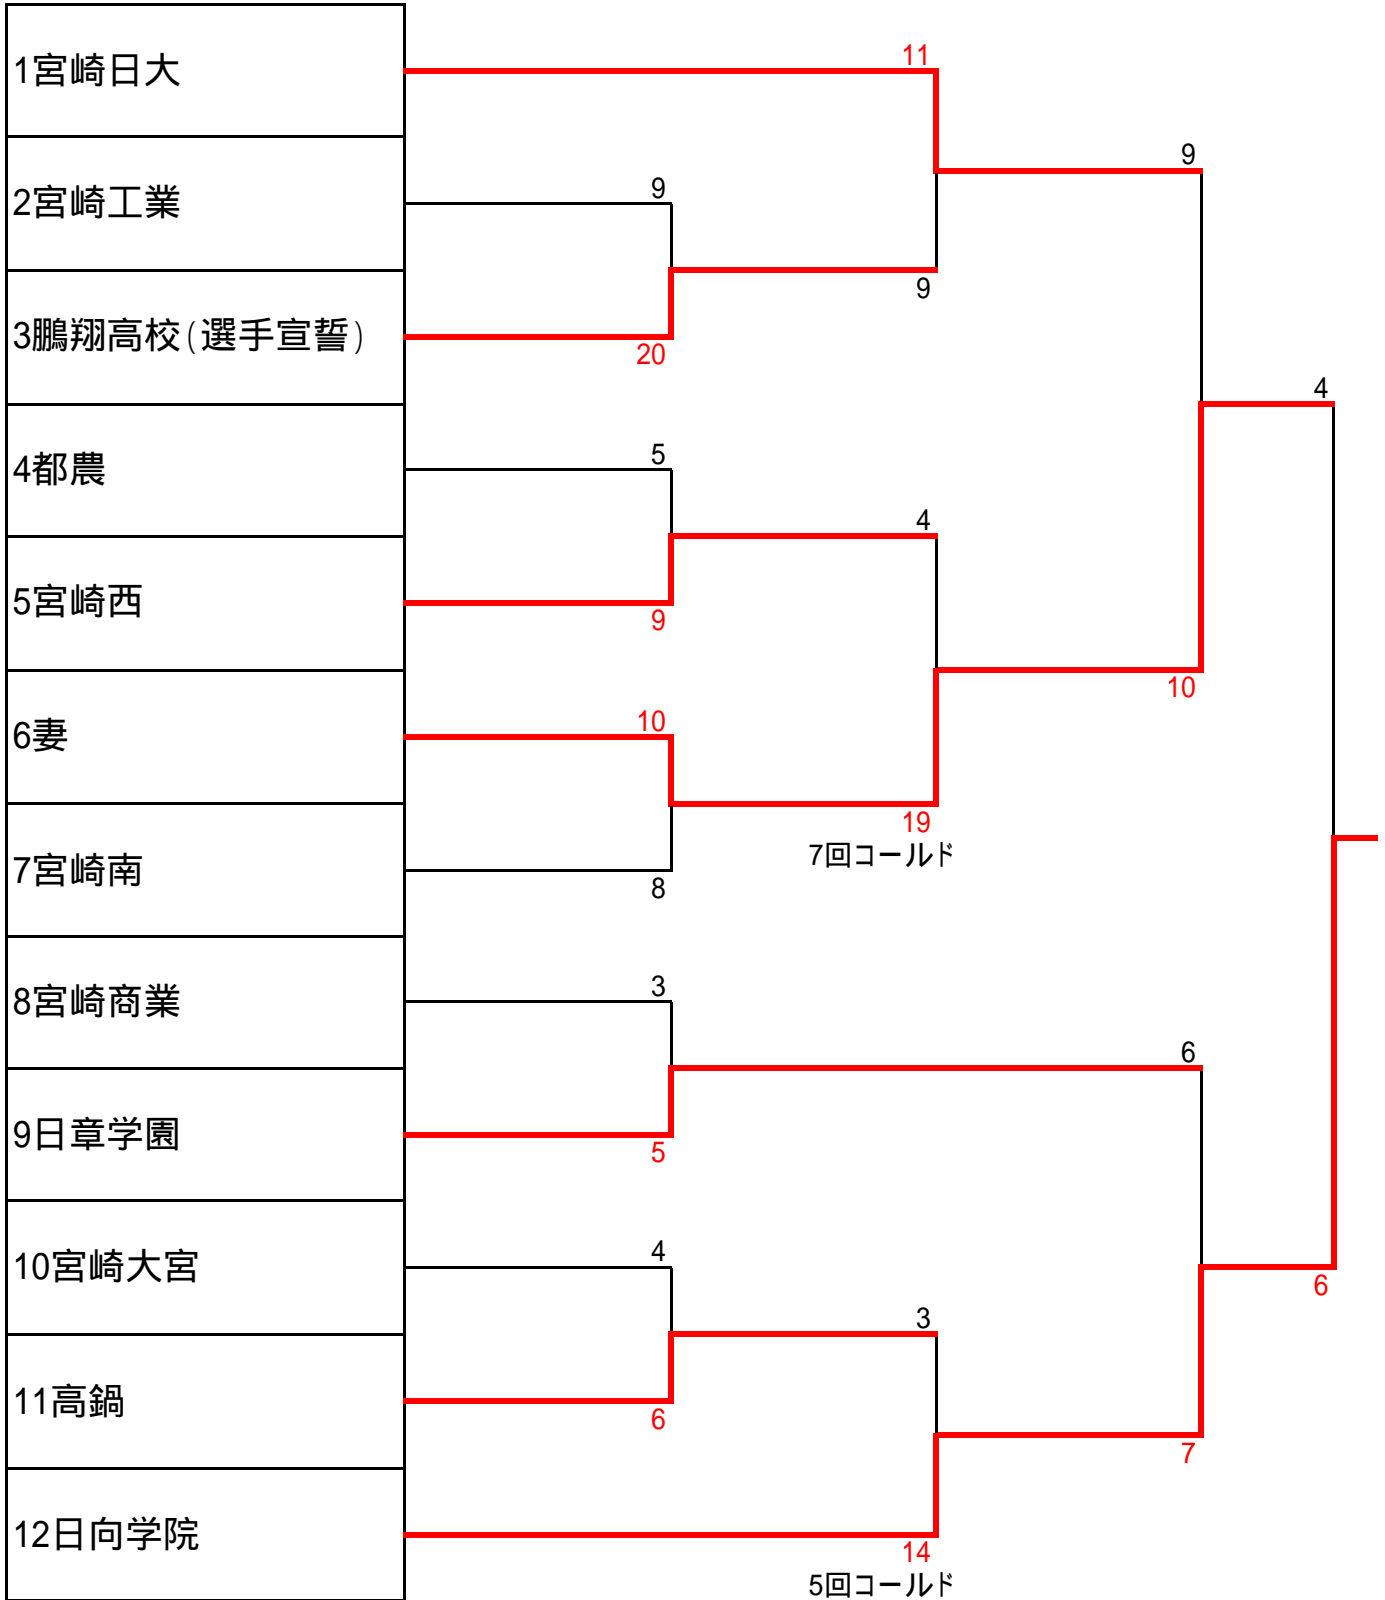 1宮崎日大
11
9
2宮崎工業
9
9
3鵬翔高校(選手宣誓)
20
4
4都農
5
4
5宮崎西
9
10
6妻
10
19
7回コールド
7宮崎南
8
8宮崎商業
3
6
9日章学園
5
10宮崎大宮
4
6
3
11高鍋
6
7
12日向学院
14
5回コールド